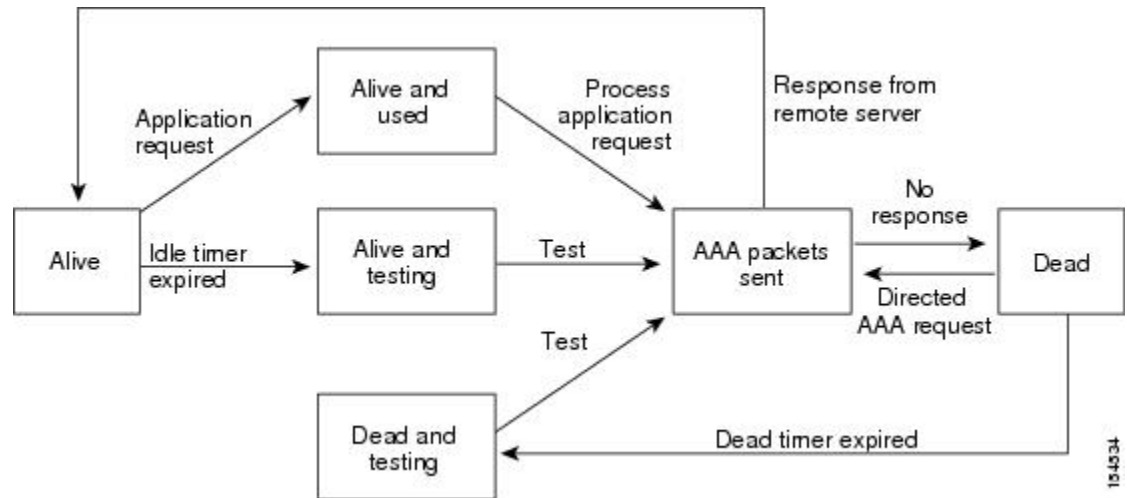 Alive and
used
Process
application
request
Response from
remote server
Application
request
No
response
Alive
Idle timer
expired
Alive and
testing
Test
AAA packets
sent
Dead
Directed
AAA request
Test
Dead and
testing
Dead timer expired
154534